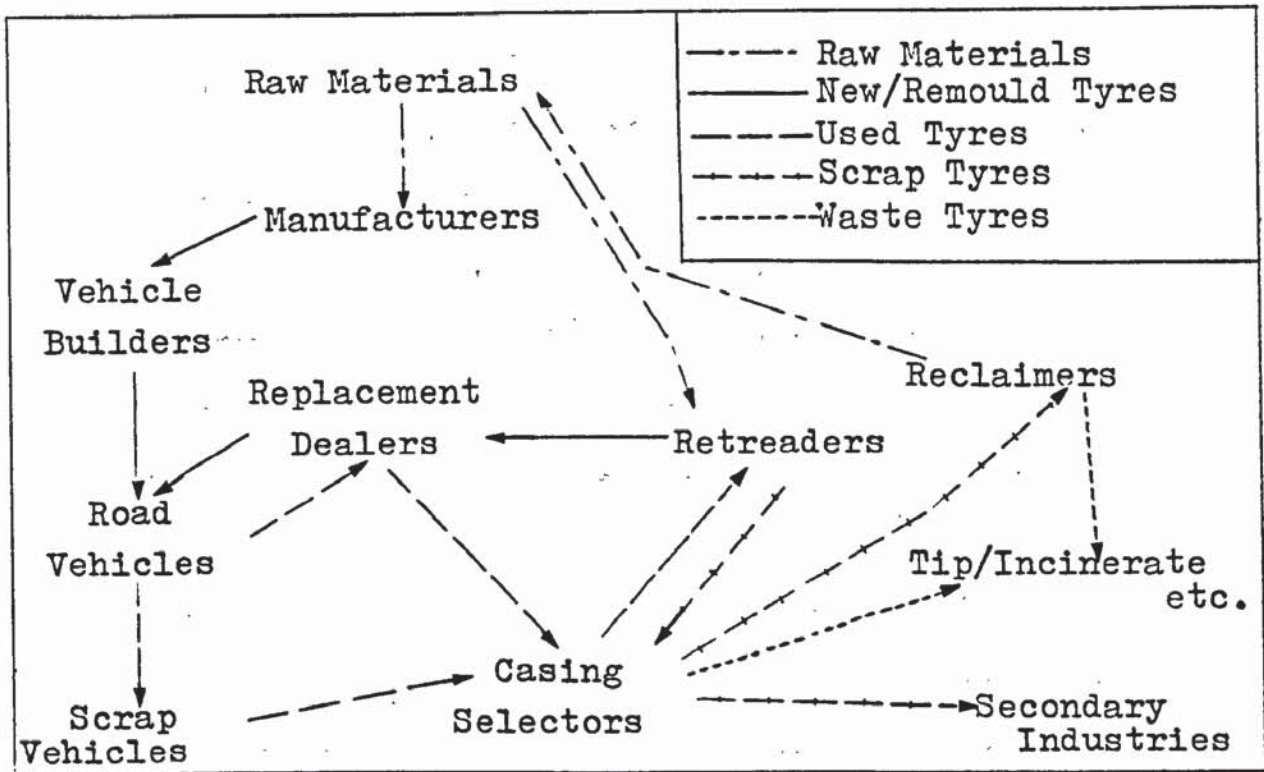 Raw Materials
Manufacturers
Vehicle
Builders
Replacement
Dealers
Retreaders
Reclaimers
Road
Vehicles
Tip/Incinerate
etc.
Casing
Selectors
Scrap
Vehicles
Secondary
Industries
Raw Materials
New/Remould Tyres
Used Tyres
Scrap Tyres
Waste Tyres